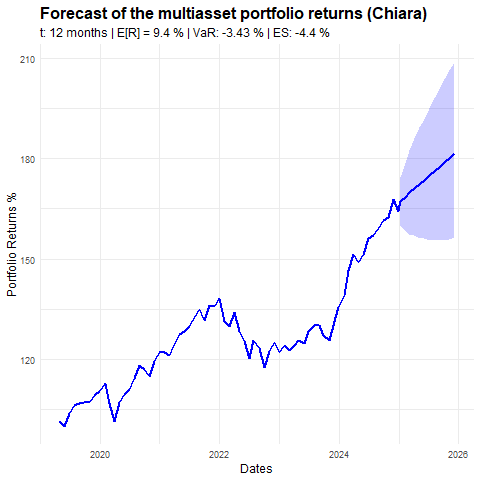 Forecast of the multiasset portfolio returns (Chiara)
t: 12 months | E[R] = 9.4 % | VaR: -3.43 % | ES: -4.4 %
Portfolio Returns %
210
180
150
120
2020
2022
2024
2026
Dates